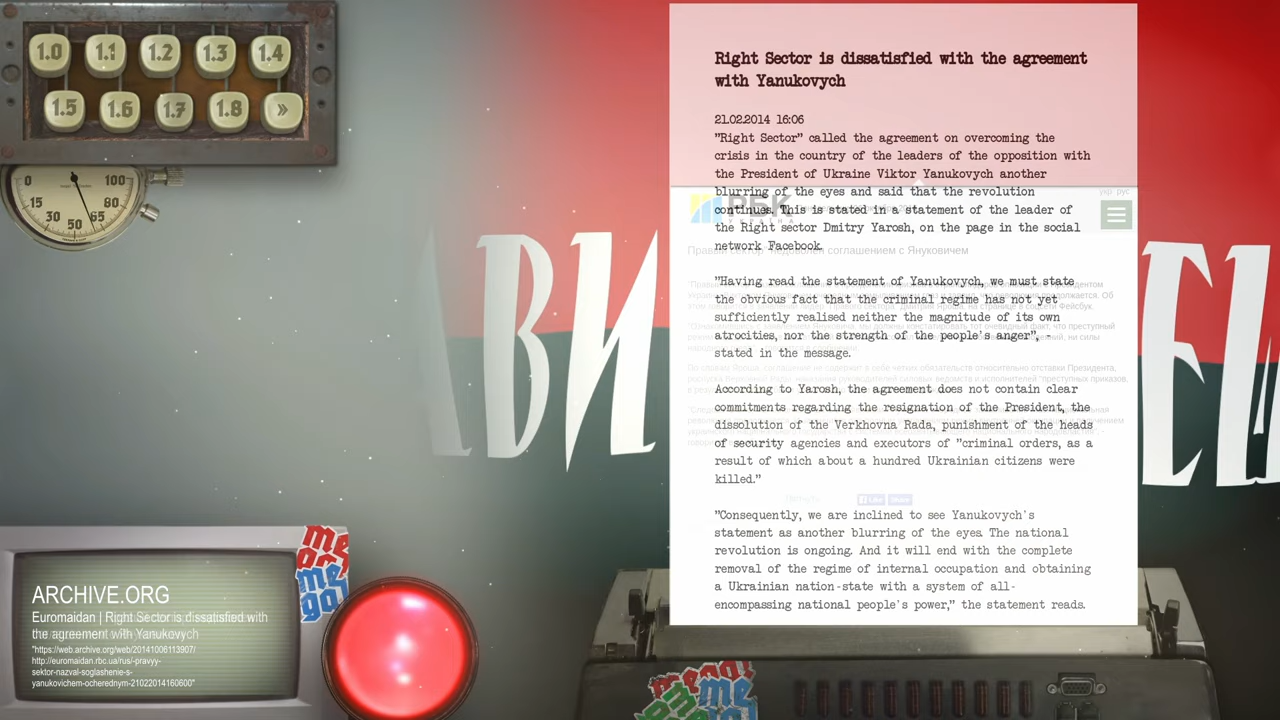 1.0 1.1 1.2 1.3 1.4
1.5 1.6 1.7 1.8 »
0 100
15 85
30 65
50
ВИ
Е
Right Sector is dissatisfied with the agreement
with Yanukovych
21.02.2014 16:06
"Right Sector" called the agreement on overcoming the
crisis in the country of the leaders of the opposition with
the President of Ukraine Viktor Yanukovych another
blurring of the eyes and said that the revolution
continues. This is stated in a statement of the leader of
the Right sector Dmitry Yarosh, on the page in the social
network Facebook.
"Having read the statement of Yanukovych, we must state
the obvious fact that the criminal regime has not yet
sufficiently realised neither the magnitude of its own
atrocities, nor the strength of the people's anger", -
stated in the message.
According to Yarosh, the agreement does not contain clear
commitments regarding the resignation of the President, the
dissolution of the Verkhovna Rada, punishment of the heads
of security agencies and executors of "criminal orders, as a
result of which about a hundred Ukrainian citizens were
killed."
"Consequently, we are inclined to see Yanukovych's
statement as another blurring of the eyes. The national
revolution is ongoing. And it will end with the complete
removal of the regime of internal occupation and obtaining
a Ukrainian nation-state with a system of all-
encompassing national people's power," the statement reads.
РБК
укр рус
Правый сектор недоволен соглашением с Януковичем
Like Share
ARCHIVE.ORG
Euromaidan | Right Sector is dissatisfied with
the agreement with Yanukovych
"https://web.archive.org/web/20141006113907/
http://euromaidan.rbc.ua/rus/-pravyy-
sektor-nazval-soglashenie-s-
yanukovichem-ocherednym-21022014160600"